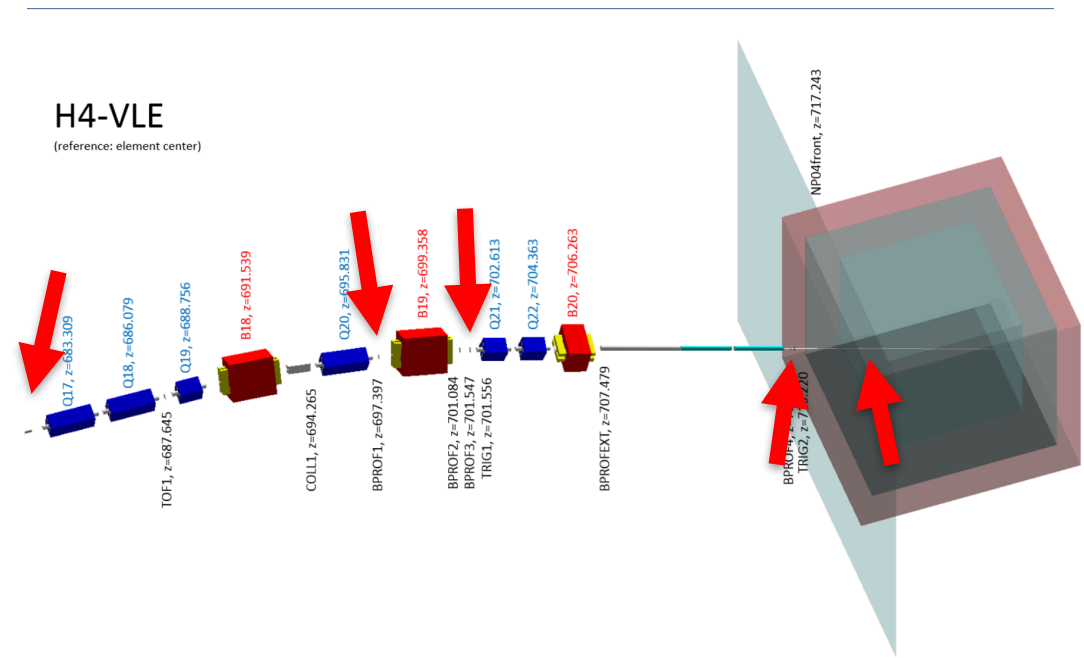 H4-VLE
(reference: element center)
Q17, z=683.309
Q18, z=686.079
TOF1, z=687.645
Q19, z=688.756
B18, z=691.539
COLL1, z=694.265
Q20, z=695.831
BPROF1, z=697.397
B19, z=699.358
BPROF2, z=701.084
BPROF3, z=701.547
TRIG1, z=701.556
Q21, z=702.613
Q22, z=704.363
B20, z=706.263
BPROFEXT, z=707.479
BPROF4,
TRIG2,
NP04front, z=717.243